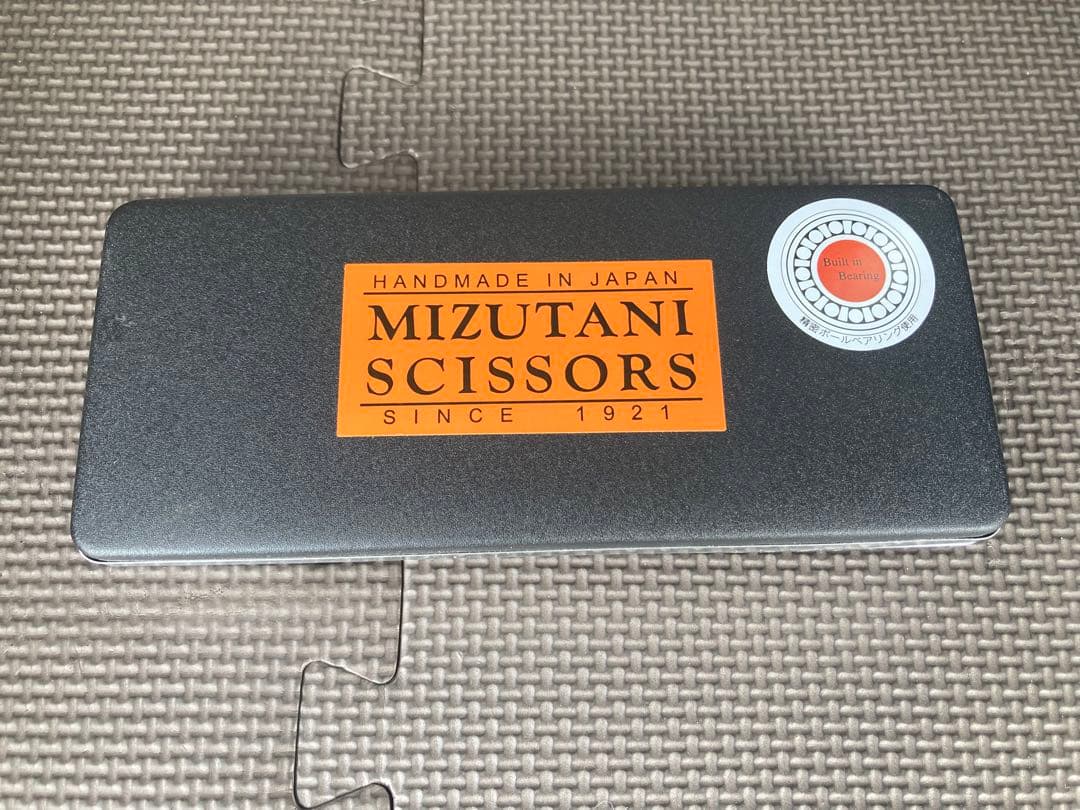 HANDMADE IN JAPAN
MIZUTANI
SCISSORS
SINCE 1921
Built in
Bearing
精密ボールベアリング使用